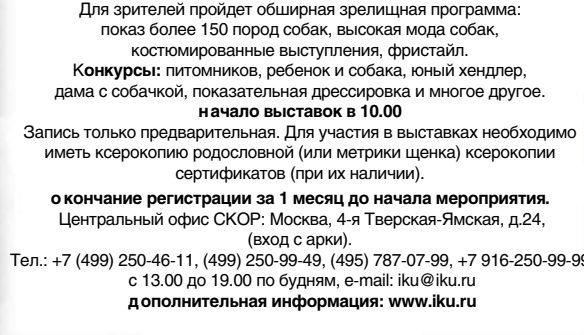 Для зрителей пройдет обширная зрелищная программа:
показ более 150 пород собак, высокая мода собак,
костюмированные выступления, фристайл.
Конкурсы: питомников, ребенок и собака, юный хендлер,
дама с собачкой, показательная дрессировка и многое другое.
начало выставок в 10.00
Запись только предварительная. Для участия в выставках необходимо
иметь ксерокопию родословной (или метрики щенка) ксерокопии
сертификатов (при их наличии).
окончание регистрации за 1 месяц до начала мероприятия.
Центральный офис СКОР: Москва, 4-я Тверская-Ямская, д.24,
(вход с арки).
Тел.: +7 (499) 250-46-11, (499) 250-99-49, (495) 787-07-99, +7 916-250-99-99
с 13.00 до 19.00 по будням, e-mail: iku@iku.ru
дополнительная информация: www.iku.ru